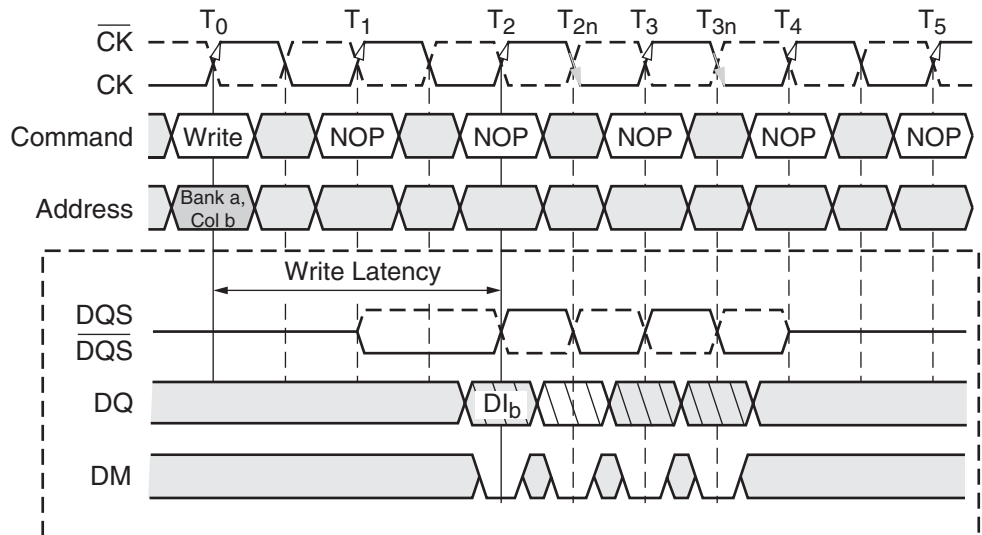 T0 T1 T2 T2n T3 T3n T4 T5
CK
CK
Command Write NOP NOP NOP NOP NOP
Address Bank a,
Col b
Write Latency
DQS
DQS
DQ DIb
DM